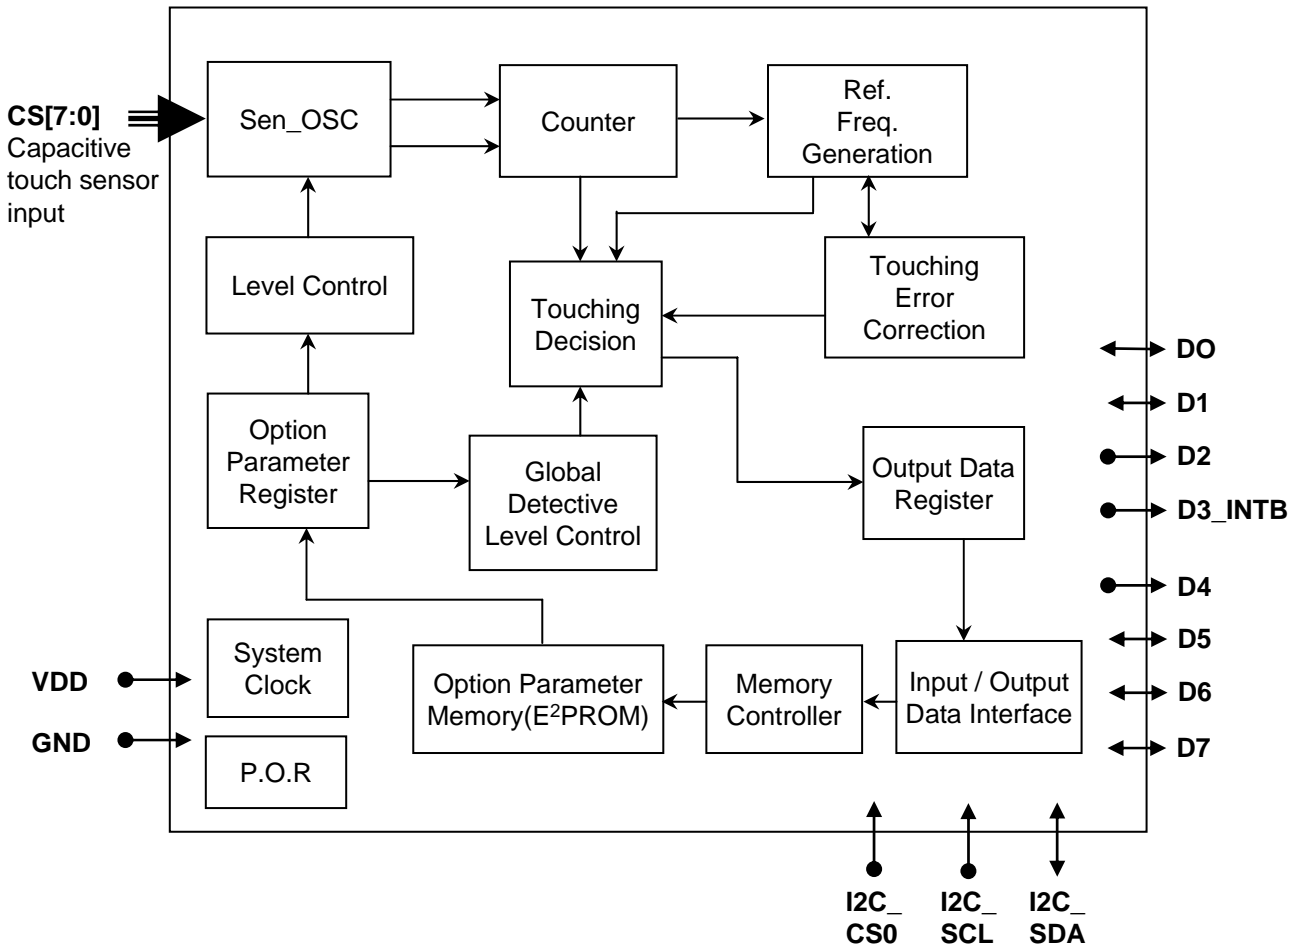 CS[7:0]
Capacitive
touch sensor
input
Sen_OSC
Counter
Ref.
Freq.
Generation
Level Control
Touching
Decision
Touching
Error
Correction
Option
Parameter
Register
Global
Detective
Level Control
Output Data
Register
System
Clock
P.O.R
Option Parameter
Memory(E²PROM)
Memory
Controller
Input / Output
Data Interface
VDD
GND
DO
D1
D2
D3_INTB
D4
D5
D6
D7
I2C_
CS0
I2C_
SCL
I2C_
SDA